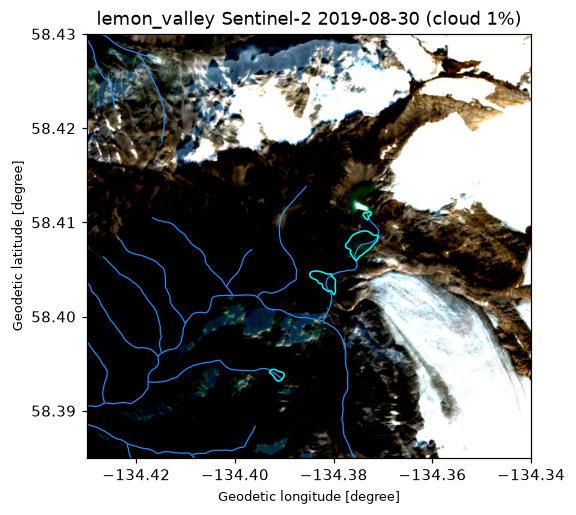 lemon_valley Sentinel-2 2019-08-30 (cloud 1%)
58.43
58.42
58.41
58.40
58.39
Geodetic latitude [degree]
−134.42 −134.40 −134.38 −134.36 −134.34
Geodetic longitude [degree]